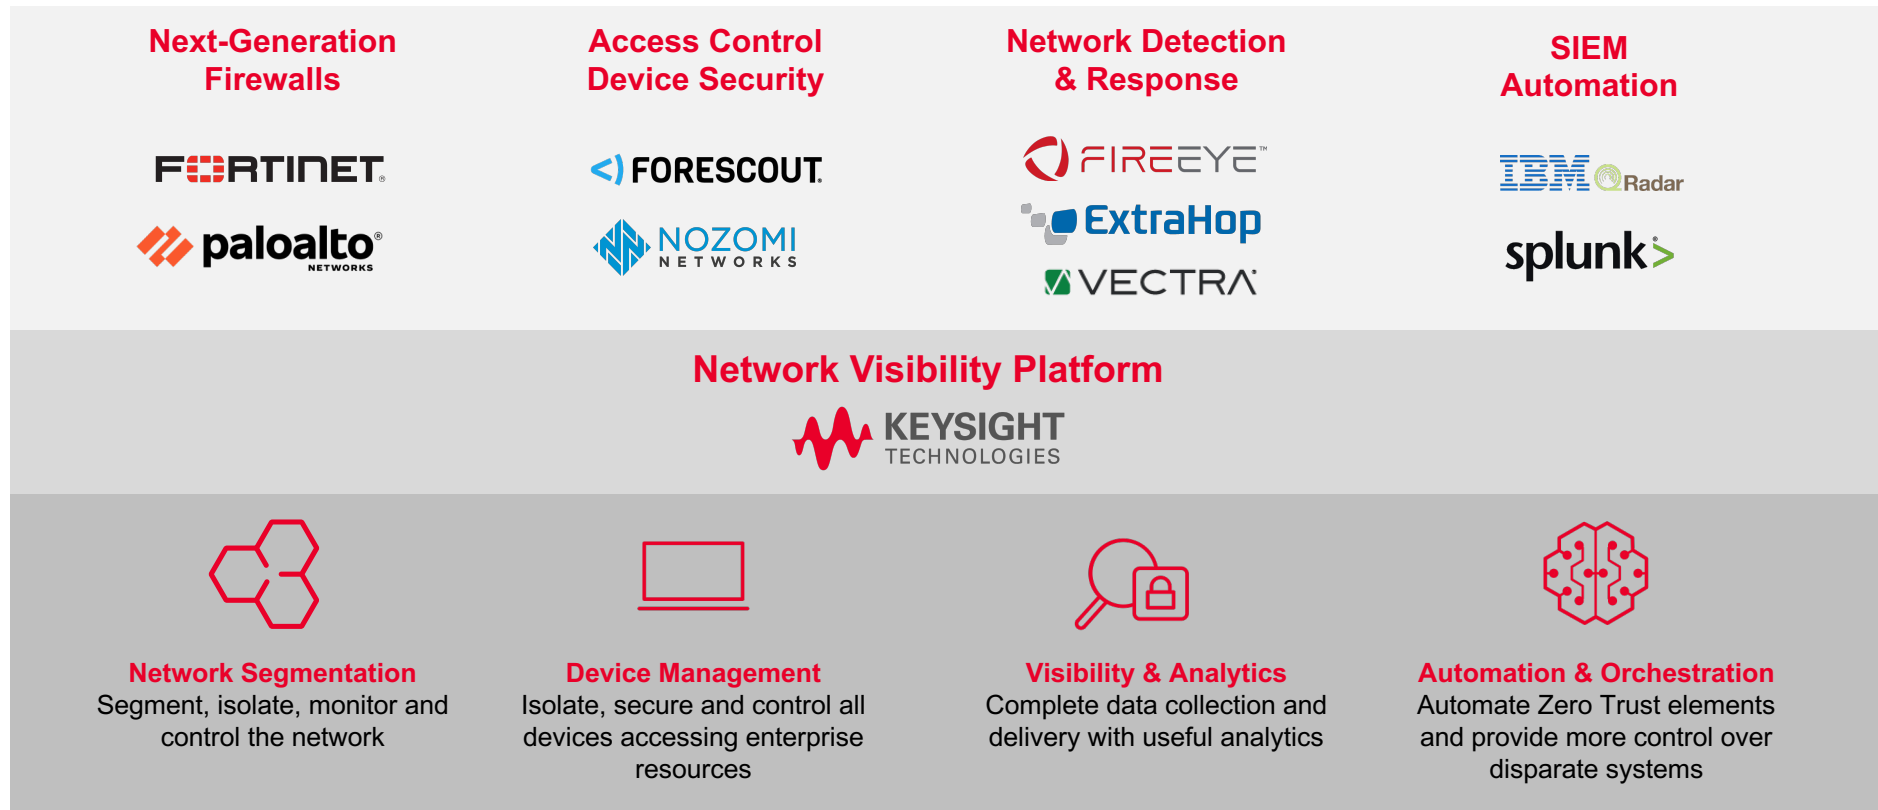 Next-Generation
Firewalls
FORTINET®
paloalto®
NETWORKS
Access Control
Device Security
FORESCOUT®
NOZOMI
NETWORKS
Network Detection
& Response
FIREEYE™
ExtraHop
VECTRA®
SIEM
Automation
IBM QRadar
splunk®>
Network Visibility Platform
KEYSIGHT
TECHNOLOGIES
Network Segmentation
Segment, isolate, monitor and
control the network
Device Management
Isolate, secure and control all
devices accessing enterprise
resources
Visibility & Analytics
Complete data collection and
delivery with useful analytics
Automation & Orchestration
Automate Zero Trust elements
and provide more control over
disparate systems